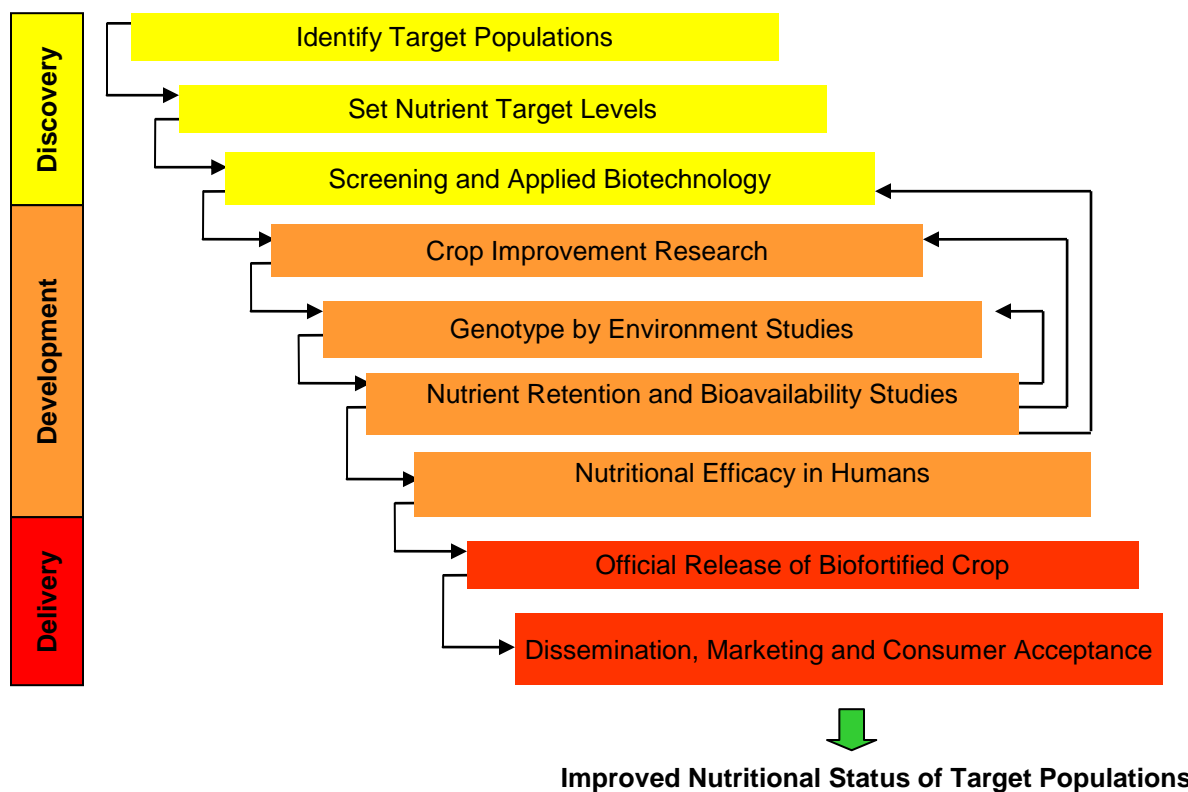 Discovery
Identify Target Populations
Set Nutrient Target Levels
Screening and Applied Biotechnology
Development
Crop Improvement Research
Genotype by Environment Studies
Nutrient Retention and Bioavailability Studies
Nutritional Efficacy in Humans
Delivery
Official Release of Biofortified Crop
Dissemination, Marketing and Consumer Acceptance
Improved Nutritional Status of Target Populations